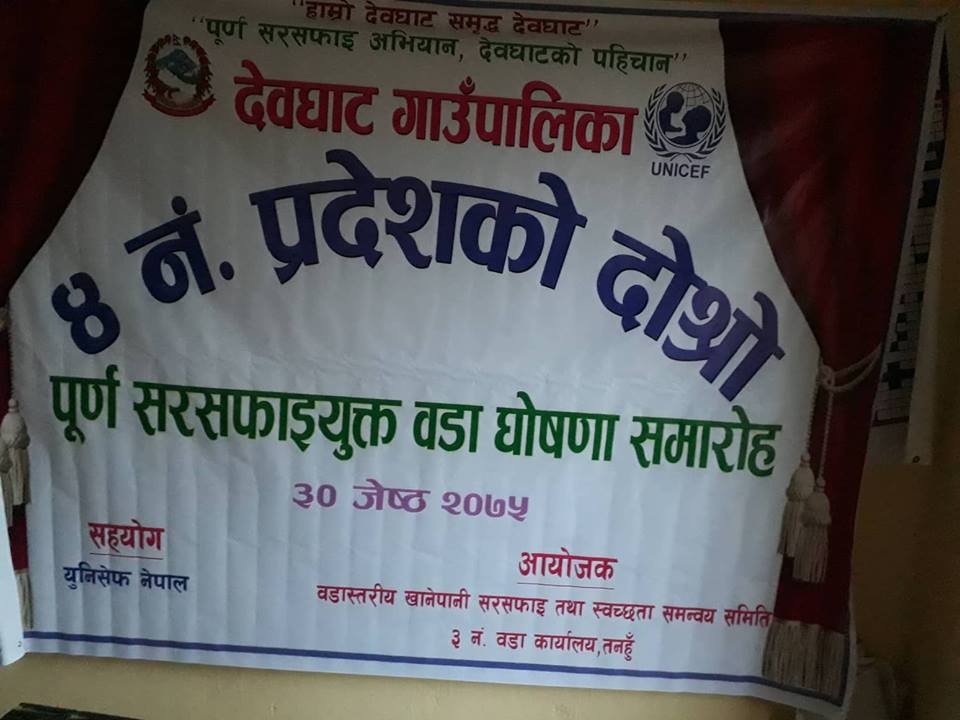 "हाम्रो देवघाट समृद्ध देवघाट"
"पूर्ण सरसफाइ अभियान, देवघाटको पहिचान"
देवघाट गाउँपालिका
UNICEF
४ नं. प्रदेशको दोश्रो
पूर्ण सरसफाइयुक्त वडा घोषणा समारोह
३० जेष्ठ २०७५
सहयोग
युनिसेफ नेपाल
आयोजक
वडास्तरीय खानेपानी सरसफाइ तथा स्वच्छता समन्वय समिति
३ नं. वडा कार्यालय,तनहुँ